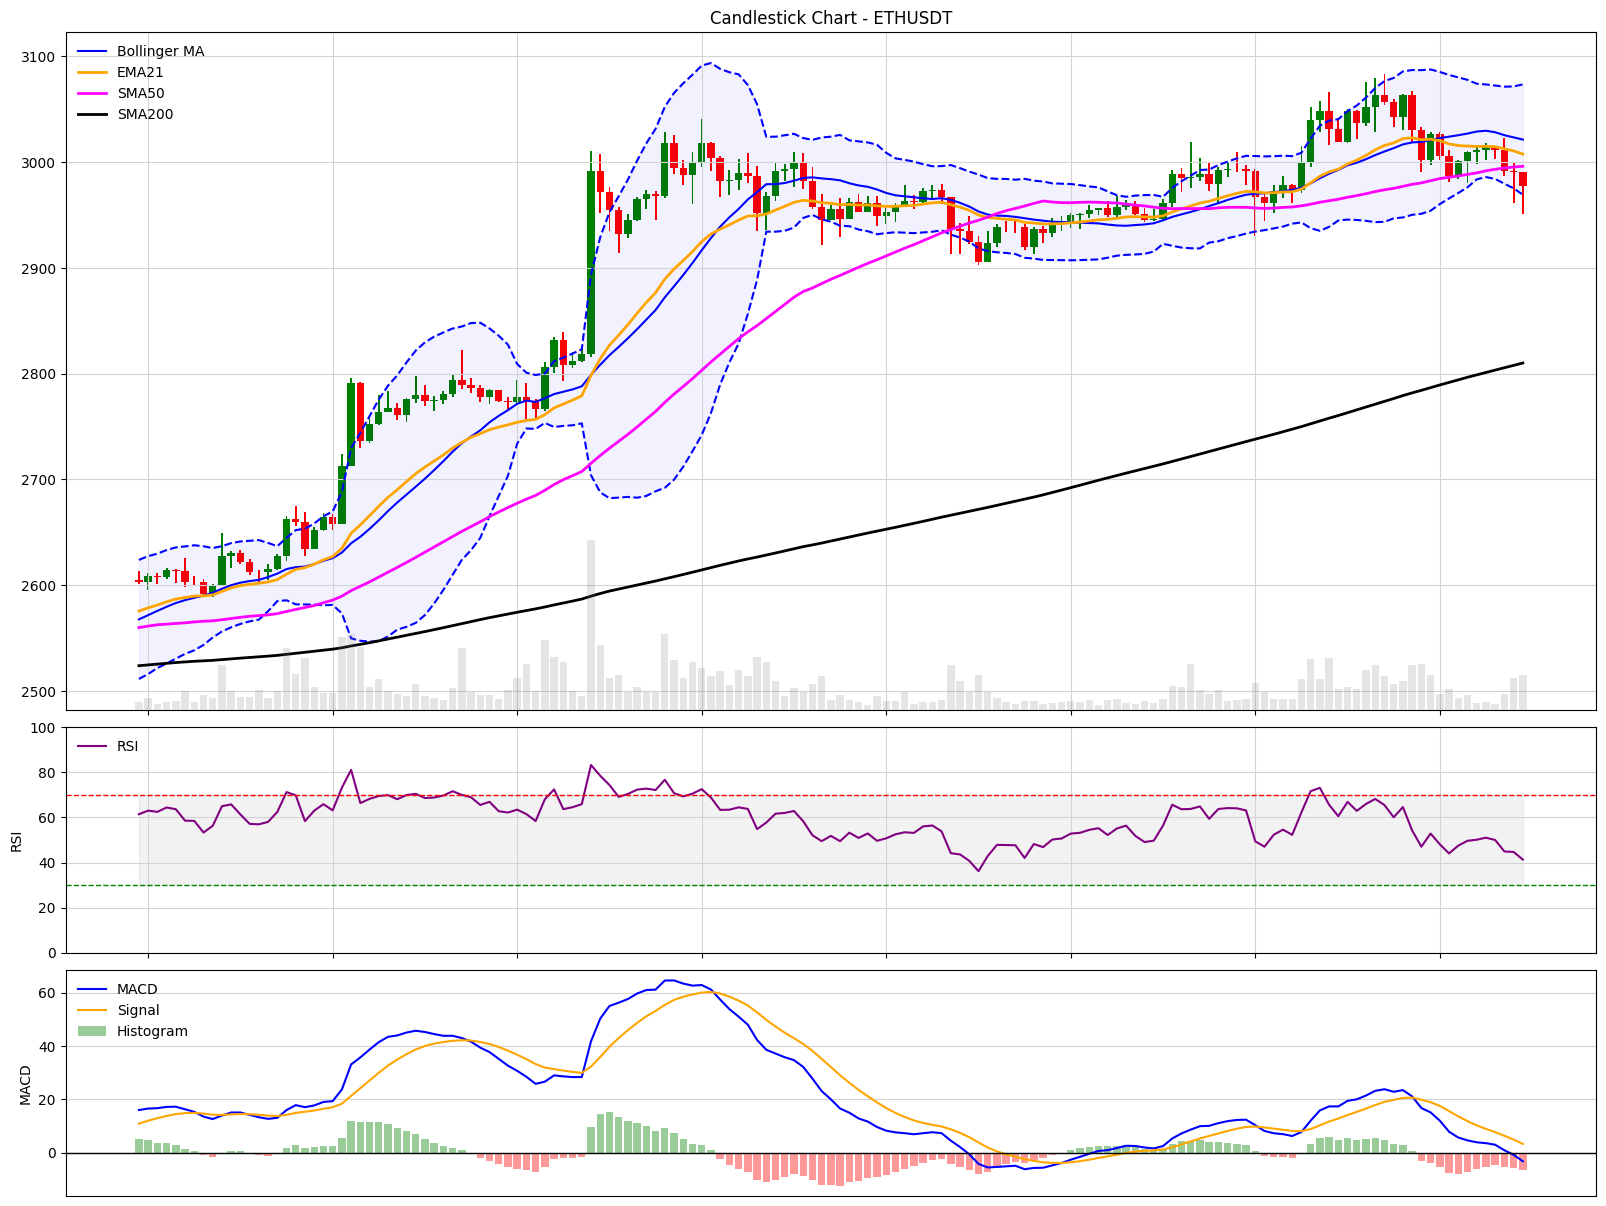 Candlestick Chart - ETHUSDT
Bollinger MA
EMA21
SMA50
SMA200
3100
3000
2900
2800
2700
2600
2500
RSI
100
80
60
40
20
0
RSI
MACD
Signal
Histogram
60
40
20
0
MACD